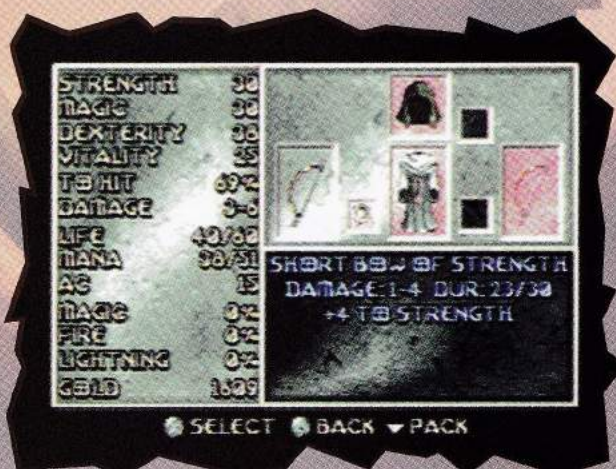 STRENGTH 30
MAGIC 30
DEXTERITY 38
VITALITY 25
TO HIT 69%
DAMAGE 3-6
LIFE 40/60
MANA 38/51
AC 15
MAGIC 0%
FIRE 0%
LIGHTNING 0%
GOLD 1609
SHORT BOW OF STRENGTH
DAMAGE: 1-4 DUR: 23/30
+4 TO STRENGTH
SELECT BACK PACK